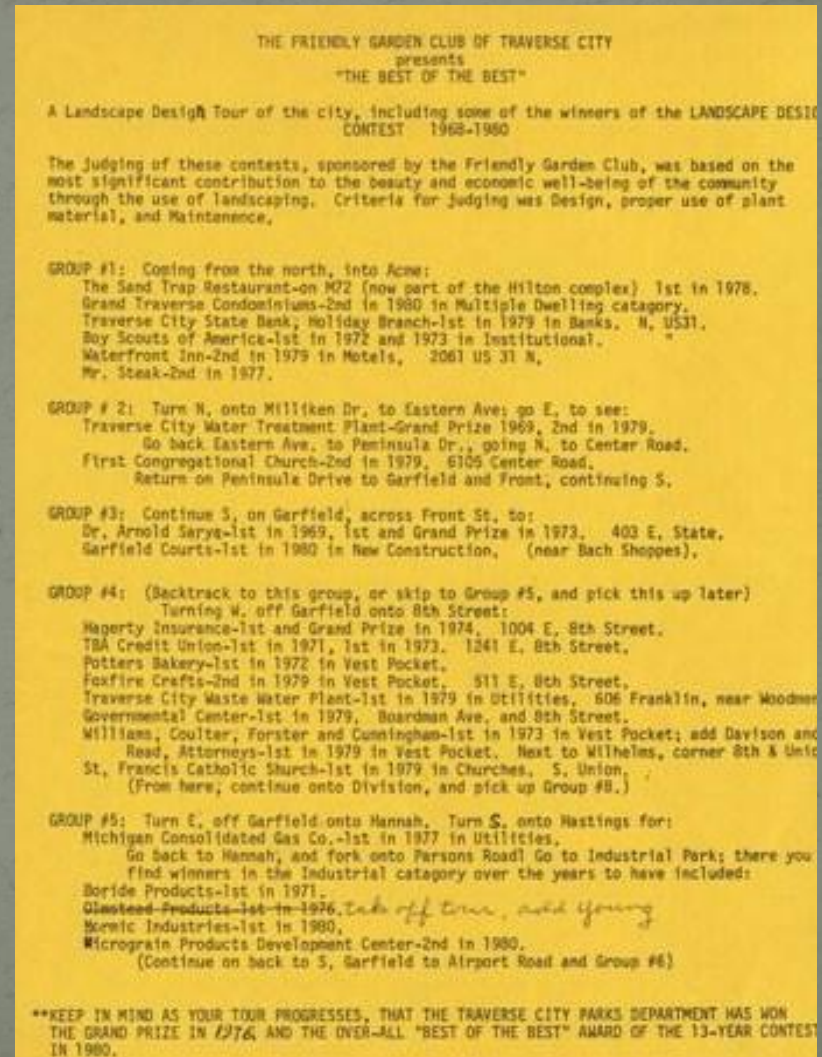 THE FRIENDLY GARDEN CLUB OF TRAVERSE CITY
presents
"THE BEST OF THE BEST"
A Landscape Design Tour of the city, including some of the winners of the LANDSCAPE DESIG
CONTEST 1968-1980
The judging of these contests, sponsored by the Friendly Garden Club, was based on the
most significant contribution to the beauty and economic well-being of the community
through the use of landscaping. Criteria for judging was Design, proper use of plant
material, and Maintenence.
GROUP #1: Coming from the north, into Acme:
The Sand Trap Restaurant-on M72 (now part of the Hilton complex) 1st in 1978.
Grand Traverse Condominiums-2nd in 1980 in Multiple Dwelling catagory.
Traverse City State Bank, Holiday Branch-1st in 1979 in Banks. N. US31.
Boy Scouts of America-1st in 1972 and 1973 in Institutional. "
Waterfront Inn-2nd in 1979 in Motels, 2061 US 31 N.
Mr. Steak-2nd in 1977.
GROUP # 2: Turn N. onto Milliken Dr. to Eastern Ave; go E. to see:
Traverse City Water Treatment Plant-Grand Prize 1969, 2nd in 1979.
Go back Eastern Ave. to Peninsula Dr., going N. to Center Road.
First Congregational Church-2nd in 1979, 6105 Center Road.
Return on Peninsula Drive to Garfield and Front, continuing S.
GROUP #3: Continue S. on Garfield, across Front St. to:
Dr. Arnold Sarya-1st in 1969, 1st and Grand Prize in 1973. 403 E. State.
Garfield Courts-1st in 1980 in New Construction, (near Bach Shoppes).
GROUP #4: (Backtrack to this group, or skip to Group #5, and pick this up later)
Turning W. off Garfield onto 8th Street:
Hagerty Insurance-1st and Grand Prize in 1974, 1004 E. 8th Street.
TBA Credit Union-1st in 1971, 1st in 1973. 1241 E. 8th Street.
Potters Bakery-1st in 1972 in Vest Pocket.
Foxfire Crafts-2nd in 1979 in Vest Pocket, 511 E. 8th Street.
Traverse City Waste Water Plant-1st in 1979 in Utilities, 606 Franklin, near Woodmer
Governmental Center-1st in 1979. Boardman Ave. and 8th Street.
Williams, Coulter, Forster and Cunningham-1st in 1973 in Vest Pocket; add Davison and
Read, Attorneys-1st in 1979 in Vest Pocket. Next to Wilhelms, corner 8th & Unio
St. Francis Catholic Shurch-1st in 1979 in Churches, S. Union.
(From here, continue onto Division, and pick up Group #8.)
GROUP #5: Turn E. off Garfield onto Hannah. Turn S. onto Hastings for:
Michigan Consolidated Gas Co.-1st in 1977 in Utilities.
Go back to Hannah, and fork onto Parsons Roadl Go to Industrial Park; there you
find winners in the Industrial catagory over the years to have included:
Boride Products-1st in 1971.
Olmsteed Products-1st in 1976. take off tour, add young
Hormic Industries-1st in 1980.
Micrograin Products Development Center-2nd in 1980.
(Continue on back to S. Garfield to Airport Road and Group #6)
**KEEP IN MIND AS YOUR TOUR PROGRESSES, THAT THE TRAVERSE CITY PARKS DEPARTMENT HAS WON
THE GRAND PRIZE IN 1976, AND THE OVER-ALL "BEST OF THE BEST" AWARD OF THE 13-YEAR CONTEST
IN 1980.